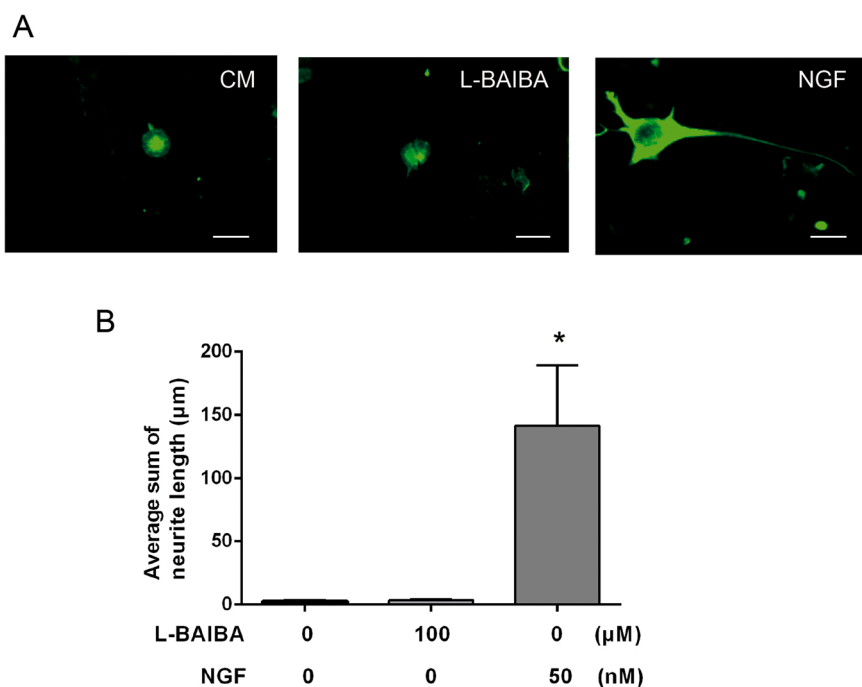 A
CM L-BAIBA NGF
B
*
Average sum of
neurite length (µm)
200
150
100
50
0
L-BAIBA 0 100 0 (µM)
NGF 0 0 50 (nM)